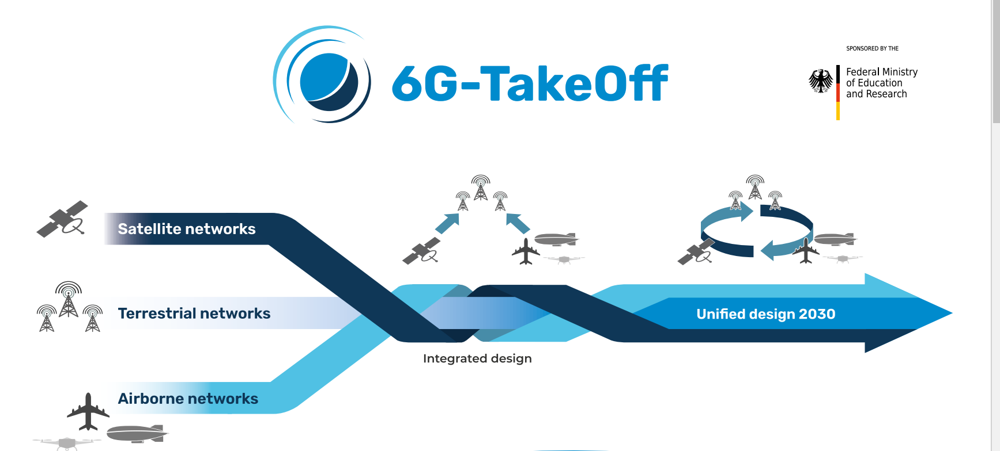 SPONSORED BY THE
6G-TakeOff
Federal Ministry
of Education
and Research
Satellite networks
Terrestrial networks
Unified design 2030
Integrated design
Airborne networks